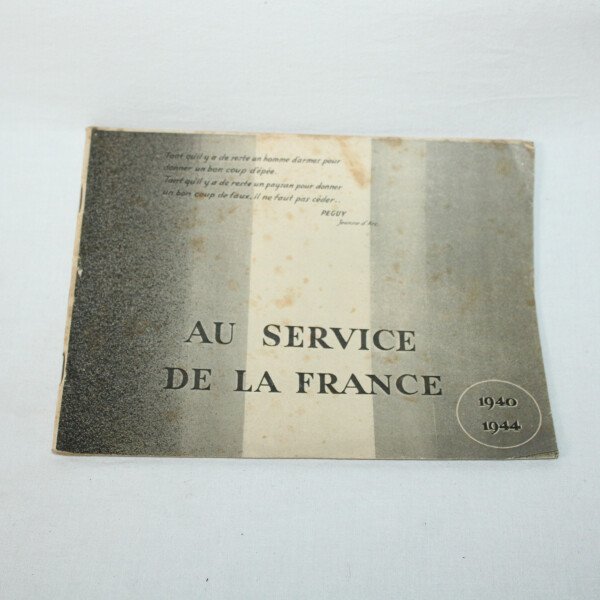 Tant qu'il y a de reste un homme d'armes pour
donner un bon coup d'épée.
Tant qu'il y a de reste un paysan pour donner
un bon coup de faux, il ne faut pas céder..
PEGUY
Jeanne d'Arc.
AU SERVICE
DE LA FRANCE
1940
1944